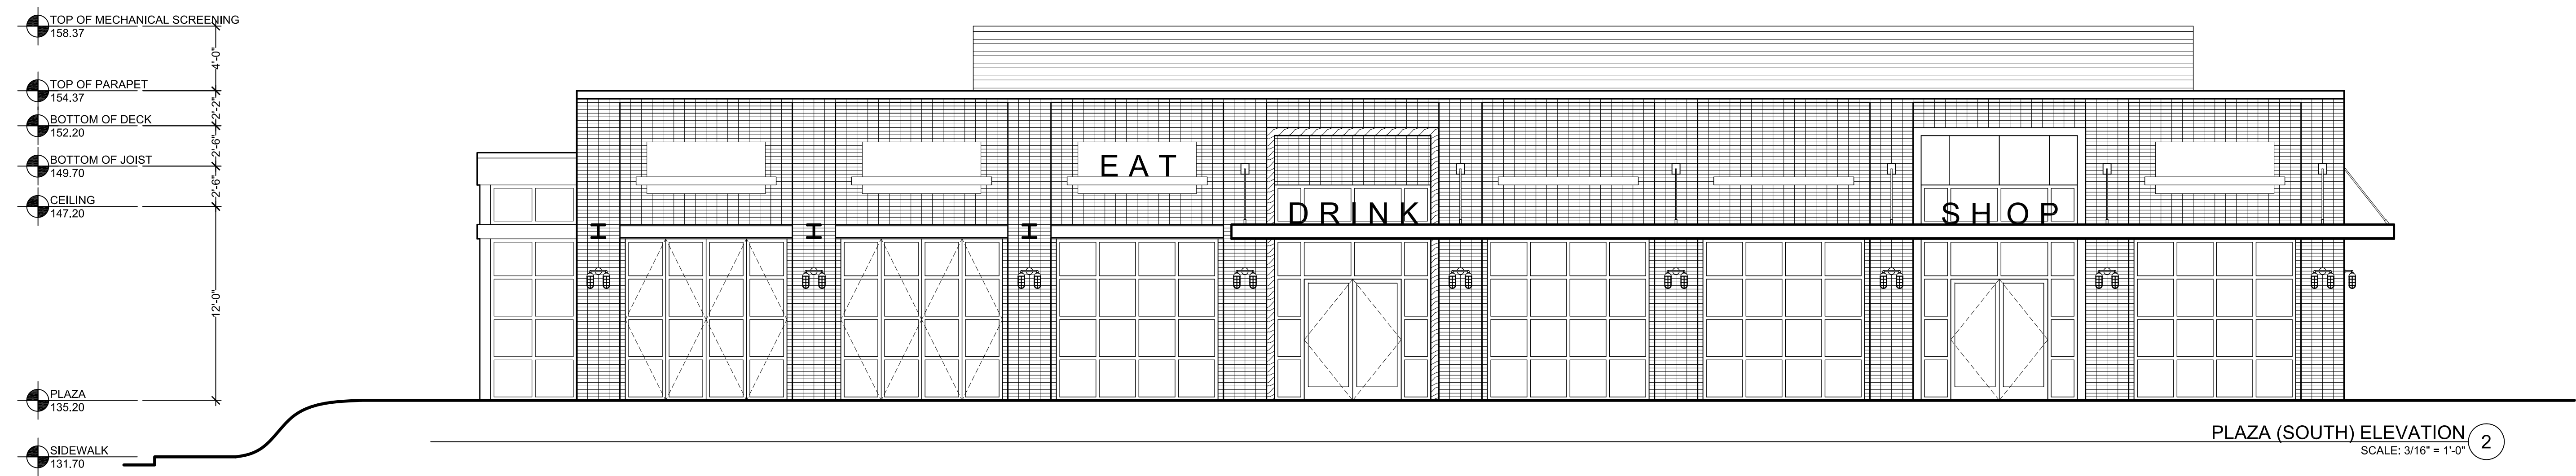 TOP OF MECHANICAL SCREENING
158.37
4'-0"
TOP OF PARAPET
154.37
2'-2"
BOTTOM OF DECK
152.20
2'-6"
BOTTOM OF JOIST
149.70
2'-6"
CEILING
147.20
12'-0"
PLAZA
135.20
SIDEWALK
131.70
EAT
DRINK
SHOP
PLAZA (SOUTH) ELEVATION
SCALE: 3/16" = 1'-0"
2